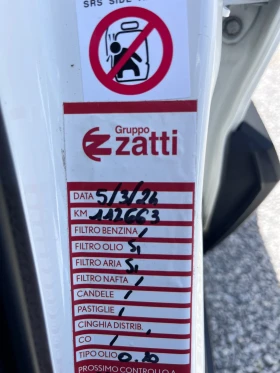 SRS SIDE
Gruppo
zatti
DATA 5/3/24
KM 112663
FILTRO BENZINA /
FILTRO OLIO Si
FILTRO ARIA Si
FILTRO NAFTA /
CANDELE /
PASTIGLIE /
CINGHIA DISTRIB. /
CO /
TIPO OLIO 0.20
PROSSIMO CONTROLLO A